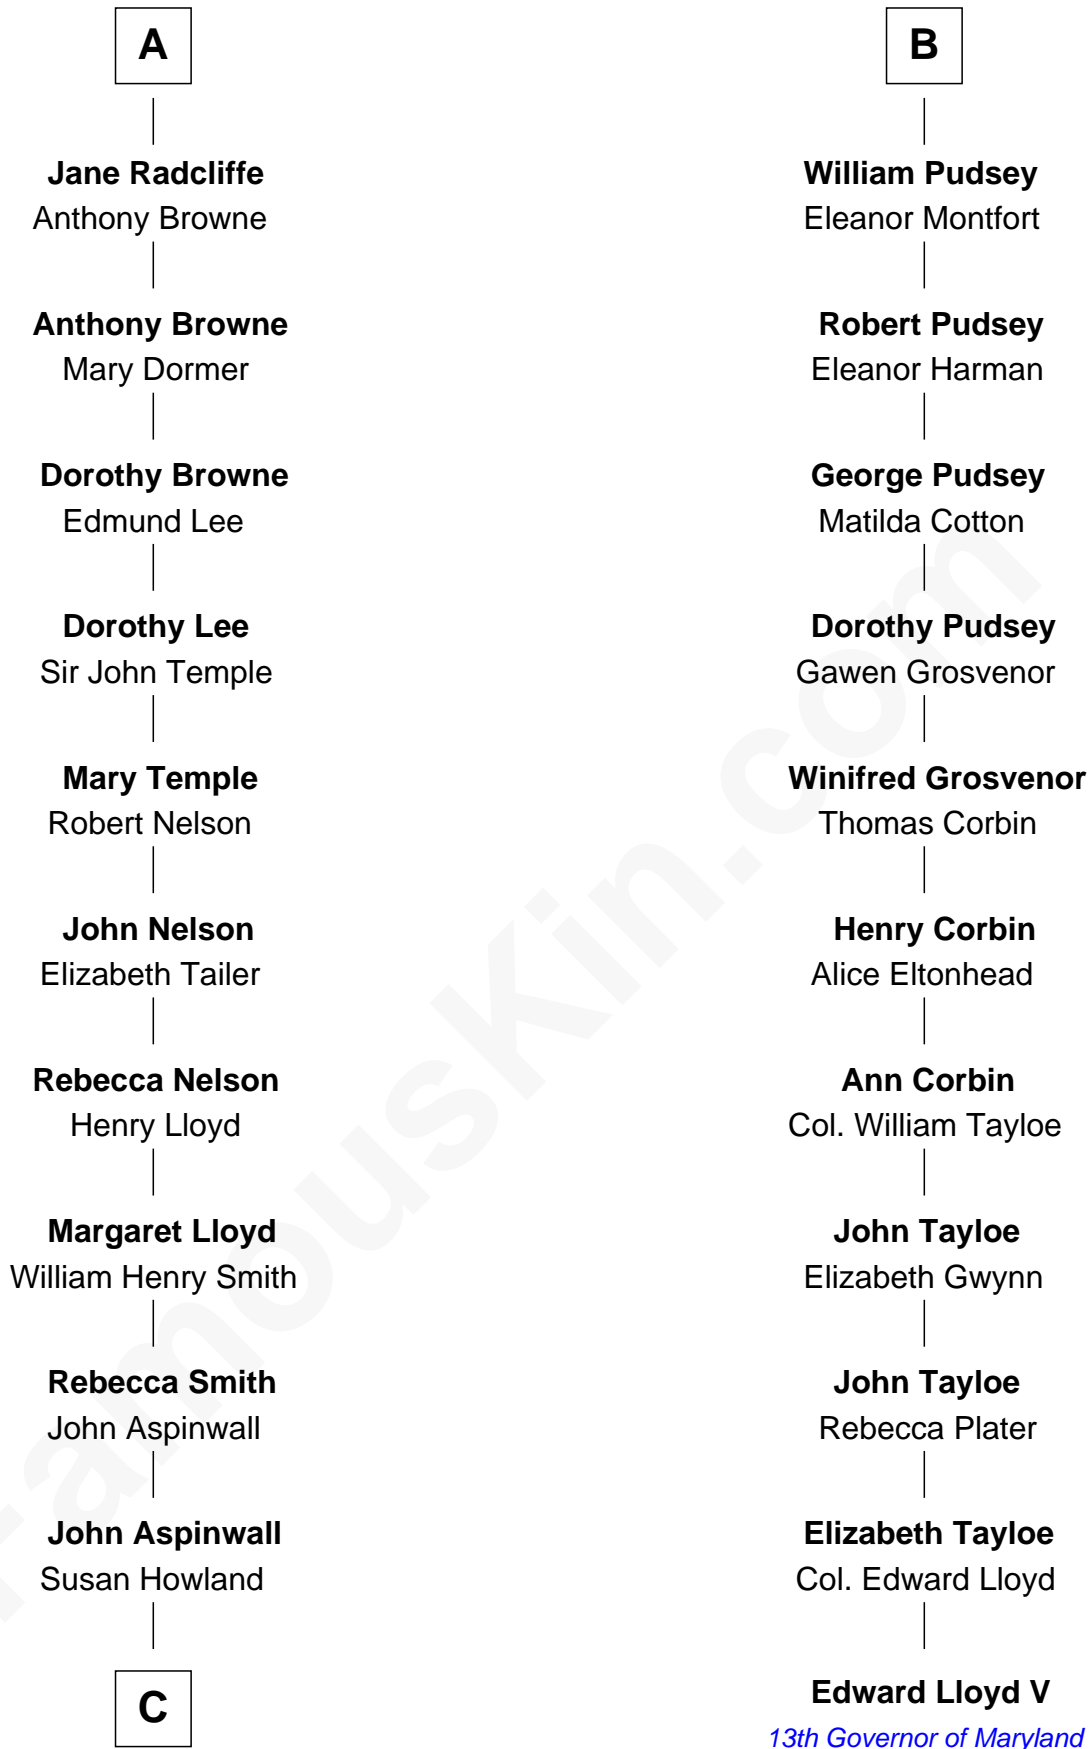 A
Jane Radcliffe
Anthony Browne
Anthony Browne
Mary Dormer
Dorothy Browne
Edmund Lee
Dorothy Lee
Sir John Temple
Mary Temple
Robert Nelson
John Nelson
Elizabeth Tailer
Rebecca Nelson
Henry Lloyd
Margaret Lloyd
William Henry Smith
Rebecca Smith
John Aspinwall
John Aspinwall
Susan Howland
C
B
William Pudsey
Eleanor Montfort
Robert Pudsey
Eleanor Harman
George Pudsey
Matilda Cotton
Dorothy Pudsey
Gawen Grosvenor
Winifred Grosvenor
Thomas Corbin
Henry Corbin
Alice Eltonhead
Ann Corbin
Col. William Tayloe
John Tayloe
Elizabeth Gwynn
John Tayloe
Rebecca Plater
Elizabeth Tayloe
Col. Edward Lloyd
Edward Lloyd V
13th Governor of Maryland
FamousKin.com